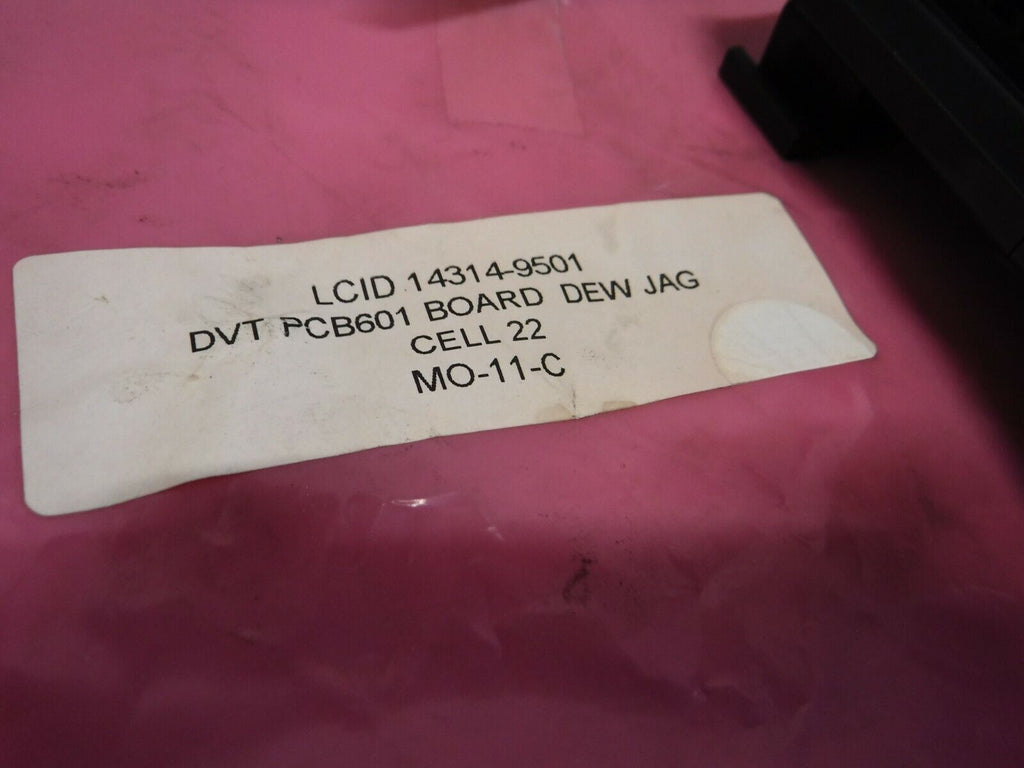 LCID 14314-9501
DVT PCB601 BOARD DEW JAG
CELL 22
MO-11-C